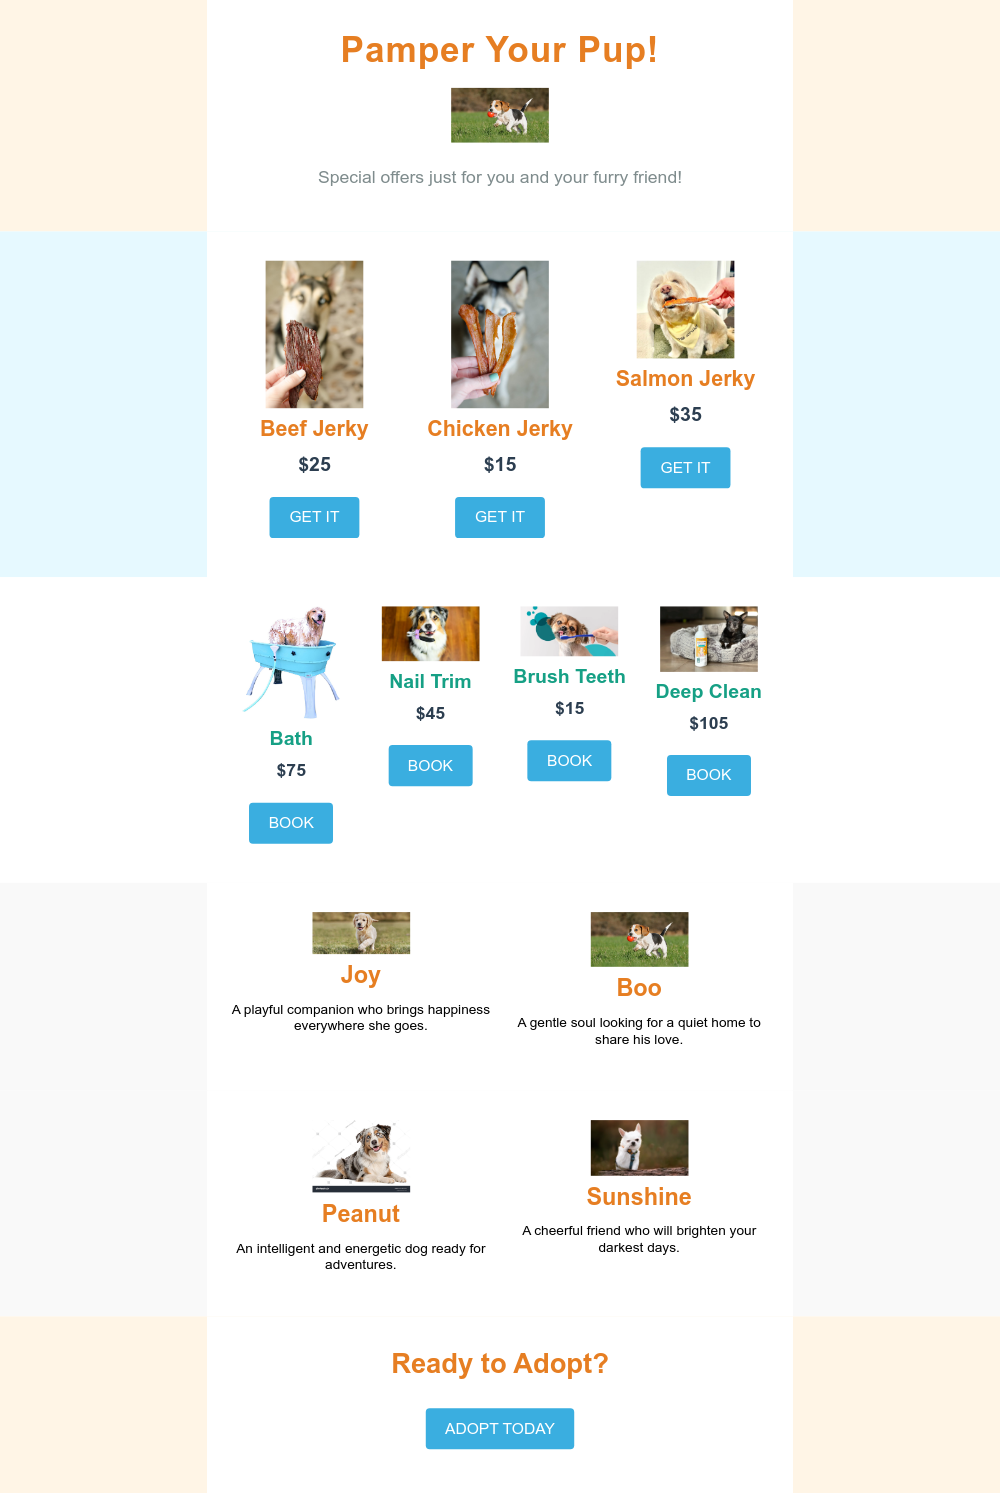 Pamper Your Pup!
Special offers just for you and your furry friend!
Beef Jerky
$25
GET IT
Chicken Jerky
$15
GET IT
Salmon Jerky
$35
GET IT
Bath
$75
BOOK
Nail Trim
$45
BOOK
Brush Teeth
$15
BOOK
Deep Clean
$105
BOOK
Joy
A playful companion who brings happiness
everywhere she goes.
Boo
A gentle soul looking for a quiet home to
share his love.
Peanut
An intelligent and energetic dog ready for
adventures.
Sunshine
A cheerful friend who will brighten your
darkest days.
Ready to Adopt?
ADOPT TODAY